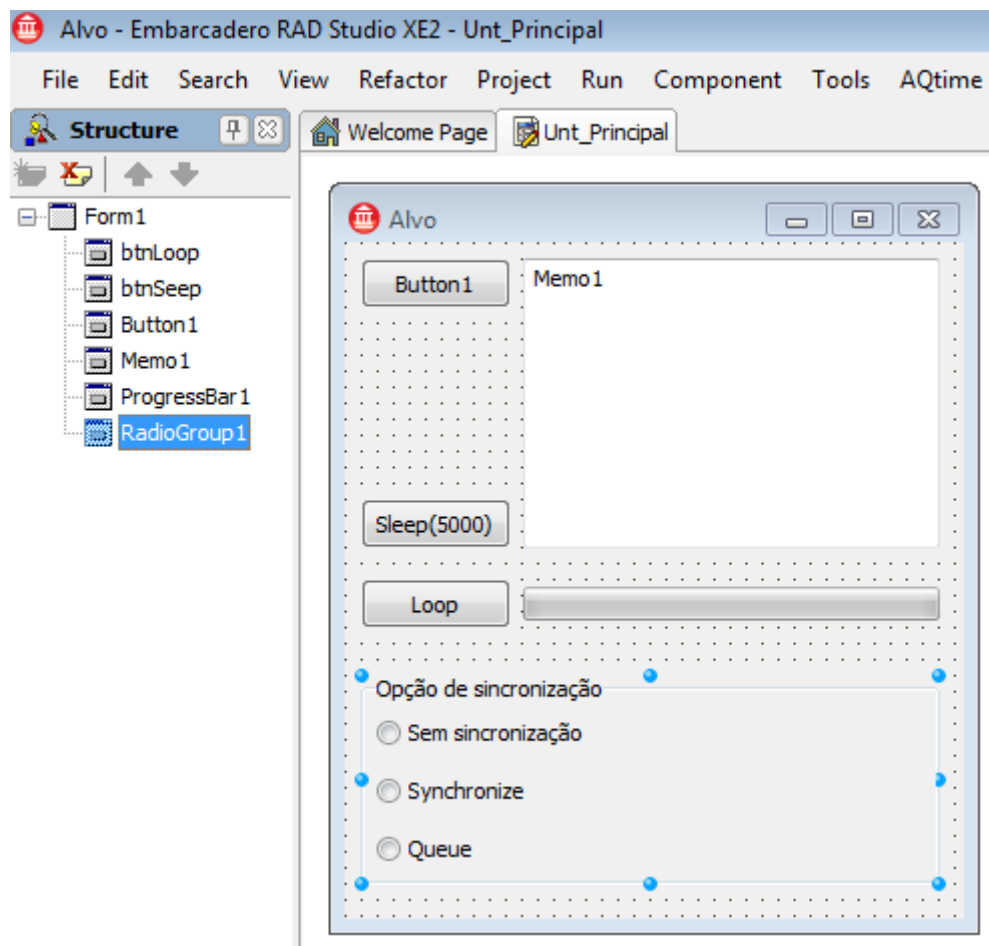 Alvo - Embarcadero RAD Studio XE2 - Unt_Principal
File Edit Search View Refactor Project Run Component Tools AQtime
Structure
Welcome Page
Unt_Principal
Form1
btnLoop
btnSeep
Button1
Memo1
ProgressBar1
RadioGroup1
Alvo
Button1
Memo1
Sleep(5000)
Loop
Opção de sincronização
Sem sincronização
Synchronize
Queue